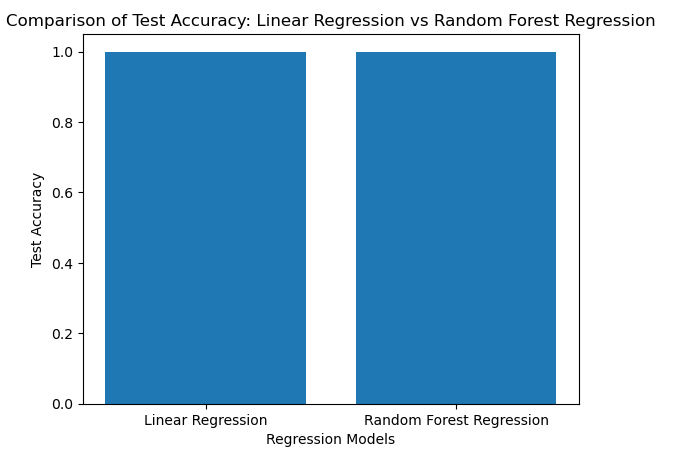 Comparison of Test Accuracy: Linear Regression vs Random Forest Regression
1.0
0.8
0.6
0.4
0.2
0.0
Test Accuracy
Linear Regression
Random Forest Regression
Regression Models